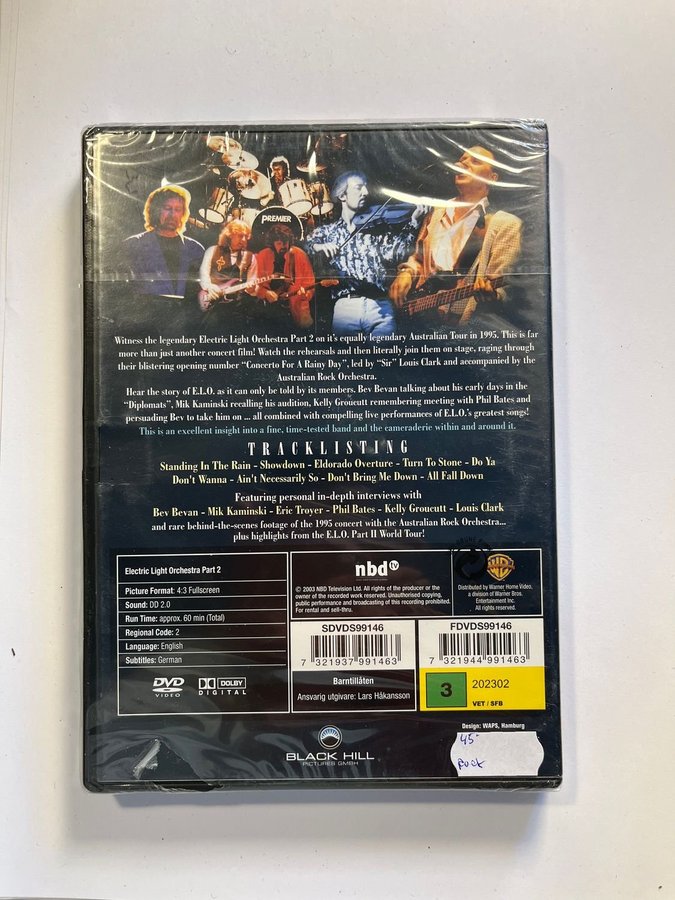 PREMIER
Witness the legendary Electric Light Orchestra Part 2 on it's equally legendary Australian Tour in 1995. This is far
more than just another concert film! Watch the rehearsals and then literally join them on stage, raging through
their blistering opening number "Concerto For A Rainy Day", led by "Sir" Louis Clark and accompanied by the
Australian Rock Orchestra.
Hear the story of E.L.O. as it can only be told by its members. Bev Bevan talking about his early days in the
"Diplomats", Mik Kaminski recalling his audition, Kelly Groucutt remembering meeting with Phil Bates and
persuading Bev to take him on ... all combined with compelling live performances of E.L.O.'s greatest songs!
This is an excellent insight into a fine, time-tested band and the cameraderie within and around it.
TRACKLISTING
Standing In The Rain - Showdown - Eldorado Overture - Turn To Stone - Do Ya
Don't Wanna - Ain't Necessarily So - Don't Bring Me Down - All Fall Down
Featuring personal in-depth interviews with
Bev Bevan - Mik Kaminski - Eric Troyer - Phil Bates - Kelly Groucutt - Louis Clark
and rare behind-the-scenes footage of the 1995 concert with the Australian Rock Orchestra...
plus highlights from the E.L.O. Part II World Tour!
Electric Light Orchestra Part 2
Picture Format: 4:3 Fullscreen
Sound: DD 2.0
Run Time: approx. 60 min (Total)
Regional Code: 2
Language: English
Subtitles: German
DVD
VIDEO
DOLBY
DIGITAL
nbd tv
© 2003 NBD Television Ltd. All rights of the producer or the
owner of the recorded work reserved. Unauthorised copying,
public performance and broadcasting of this recording prohibited.
For rental and sell-thru.
WB
Distributed by Warner Home Video,
a division of Warner Bros.
Entertainment Inc.
All rights reserved.
SDVDS99146
7 321937 991463
FDVDS99146
7 321944 991463
Barntillåten
Ansvarig utgivare: Lars Håkansson
3
202302
VET / SFB
BLACK HILL
PICTURES GMBH
Design: WAPS, Hamburg
45-
Rock